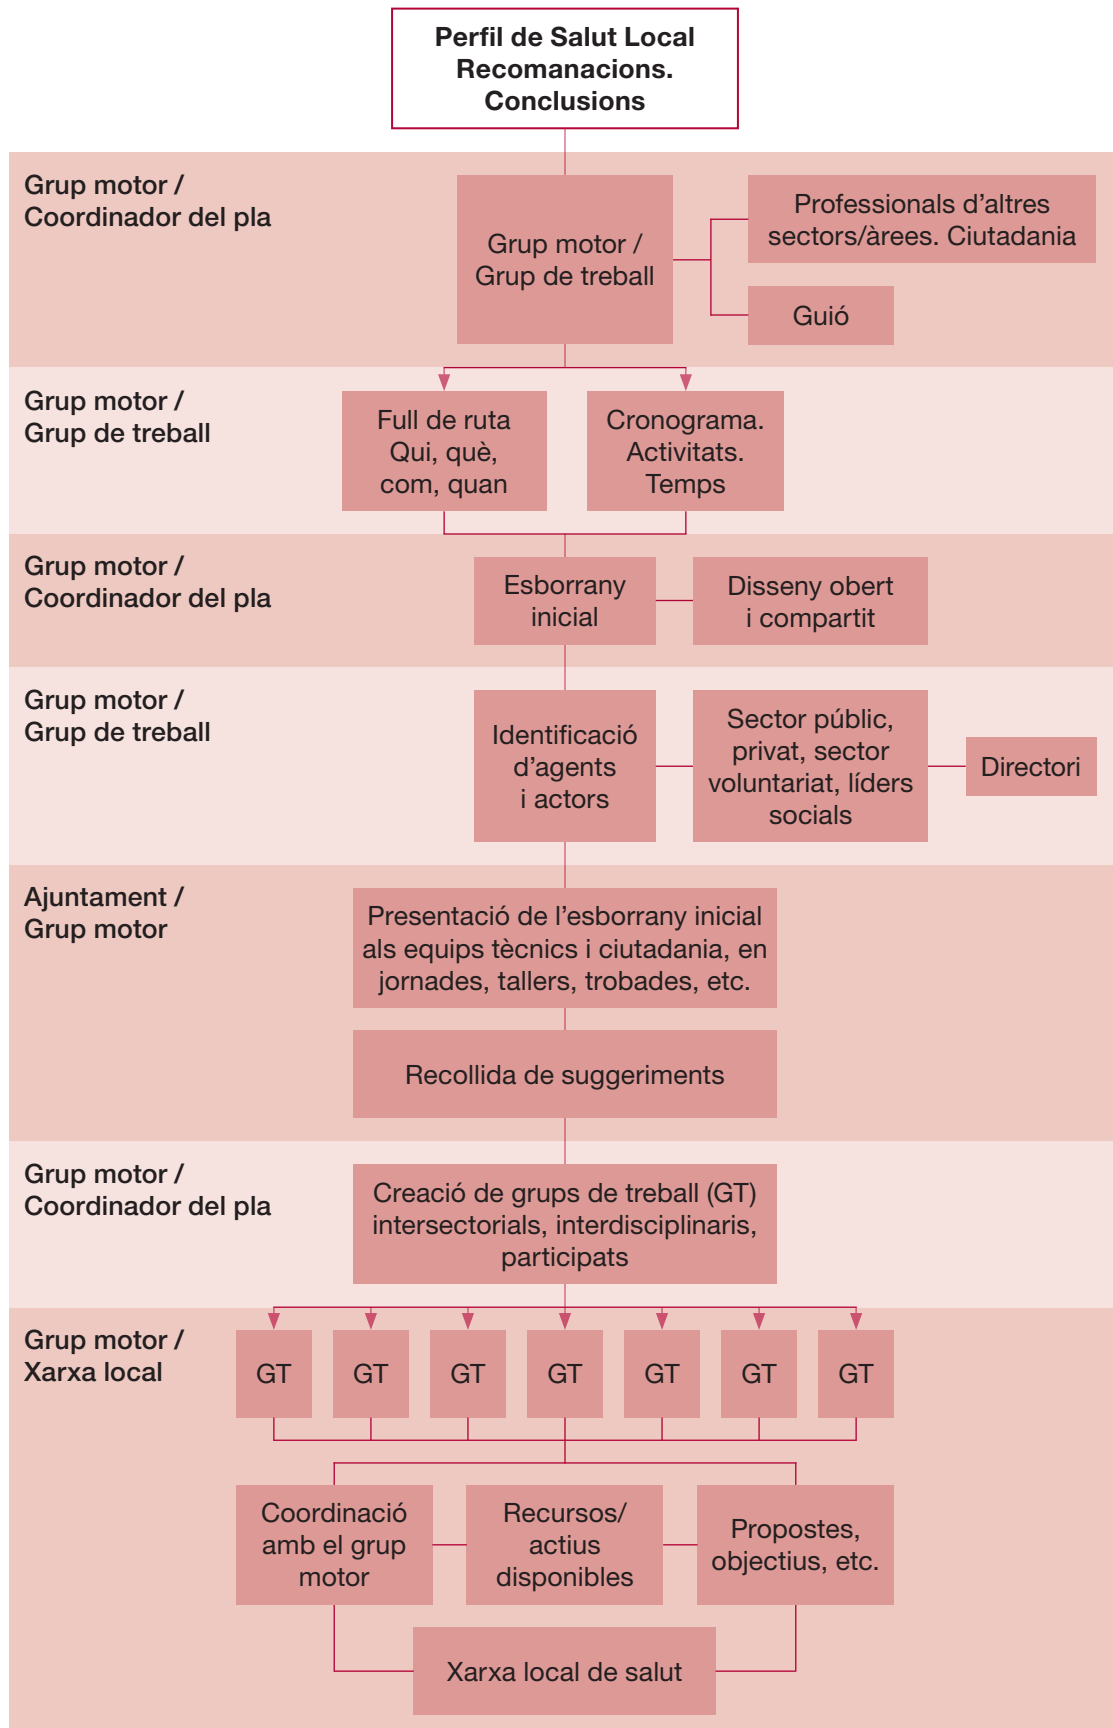 Perfil de Salut Local
Recomanacions.
Conclusions
Grup motor /
Coordinador del pla
Grup motor /
Grup de treball
Professionals d’altres
sectors/àrees. Ciutadania
Guió
Grup motor /
Grup de treball
Full de ruta
Qui, què,
com, quan
Cronograma.
Activitats.
Temps
Grup motor /
Coordinador del pla
Esborrany
inicial
Disseny obert
i compartit
Grup motor /
Grup de treball
Identificació
d’agents
i actors
Sector públic,
privat, sector
voluntariat, líders
socials
Directori
Ajuntament /
Grup motor
Presentació de l’esborrany inicial
als equips tècnics i ciutadania, en
jornades, tallers, trobades, etc.
Recollida de suggeriments
Grup motor /
Coordinador del pla
Creació de grups de treball (GT)
intersectorials, interdisciplinaris,
participats
Grup motor /
Xarxa local
GT
GT
GT
GT
GT
GT
GT
Coordinació
amb el grup
motor
Recursos/
actius
disponibles
Propostes,
objectius, etc.
Xarxa local de salut